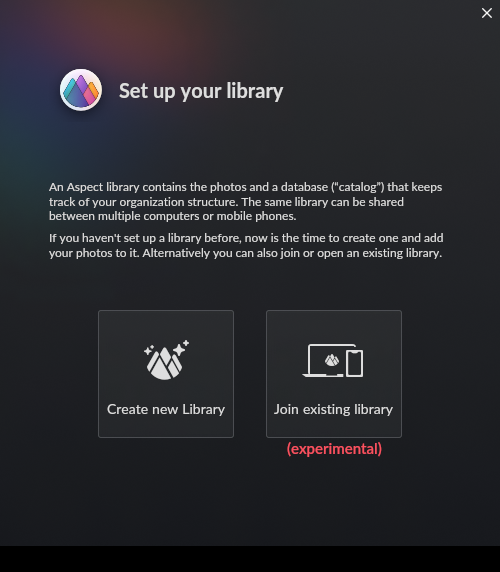 Set up your library
An Aspect library contains the photos and a database ("catalog") that keeps
track of your organization structure. The same library can be shared
between multiple computers or mobile phones.
If you haven't set up a library before, now is the time to create one and add
your photos to it. Alternatively you can also join or open an existing library.
Create new Library
Join existing library
(experimental)